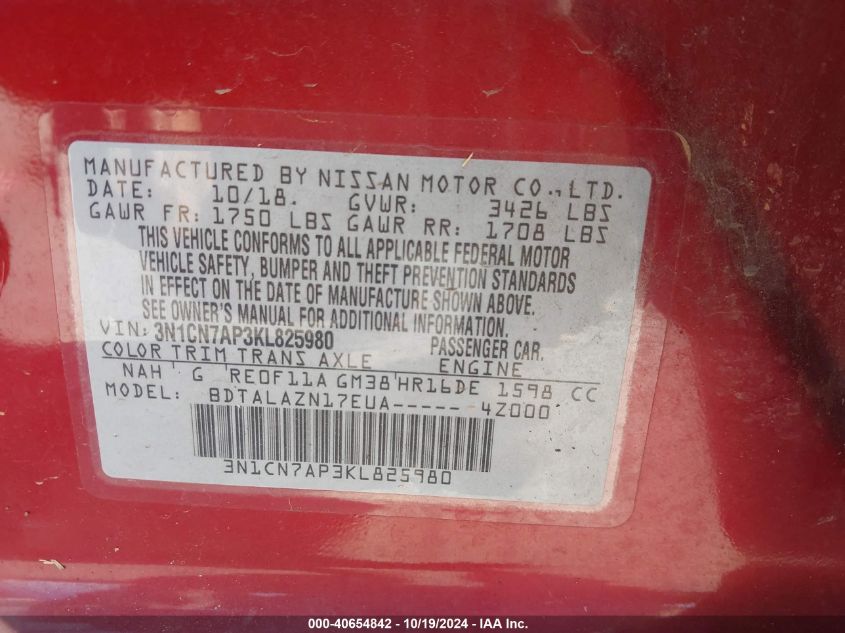 MANUFACTURED BY NISSAN MOTOR CO., LTD.
DATE: 10/18. GVWR: 3426 LBS
GAWR FR: 1750 LBS GAWR RR: 1708 LBS
THIS VEHICLE CONFORMS TO ALL APPLICABLE FEDERAL MOTOR
VEHICLE SAFETY, BUMPER AND THEFT PREVENTION STANDARDS
IN EFFECT ON THE DATE OF MANUFACTURE SHOWN ABOVE.
SEE OWNER'S MANUAL FOR ADDITIONAL INFORMATION.
VIN: 3N1CN7AP3KL825980 PASSENGER CAR.
COLOR TRIM TRANS AXLE ENGINE
NAH G RE0F11A GM38 HR16DE 1598 CC
MODEL: BDTALAZN17EUA----- 4Z000
3N1CN7AP3KL825980
000-40654842 - 10/19/2024 - IAA, Inc.